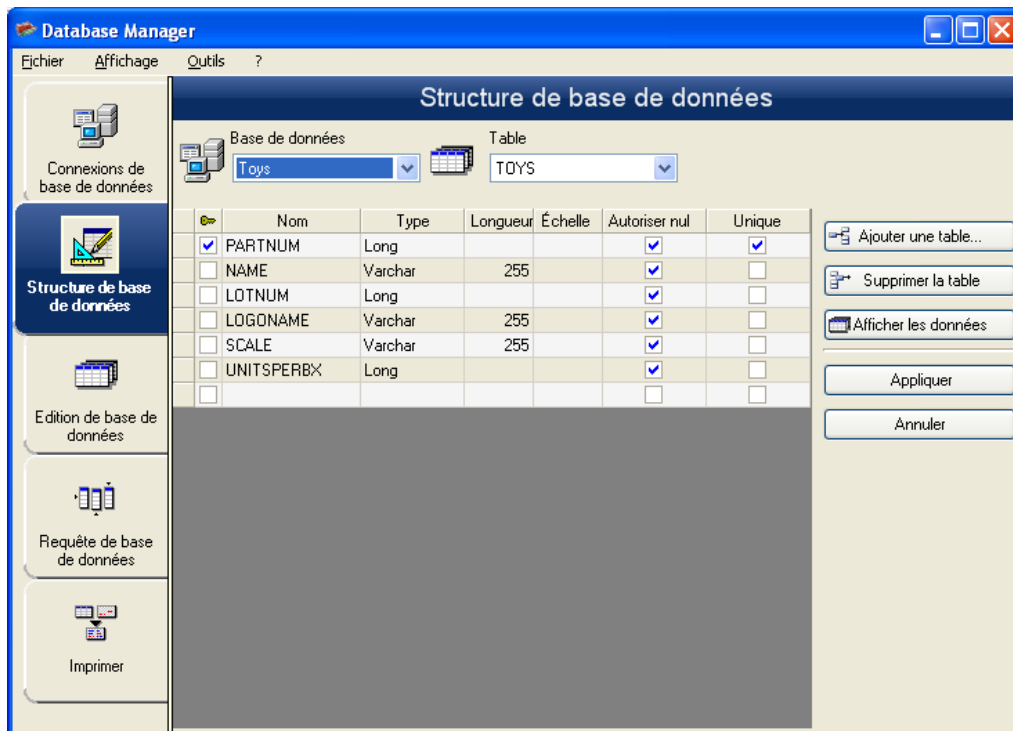 Database Manager
Fichier Affichage Outils ?
Structure de base de données
Connexions de
base de données
Structure de base
de données
Edition de base de
données
Requête de base
de données
Imprimer
Base de données
Toys
Table
TOYS
Nom Type Longueur Échelle Autoriser nul Unique
PARTNUM Long
NAME Varchar 255
LOTNUM Long
LOGONAME Varchar 255
SCALE Varchar 255
UNITSPERBX Long
Ajouter une table...
Supprimer la table
Afficher les données
Appliquer
Annuler